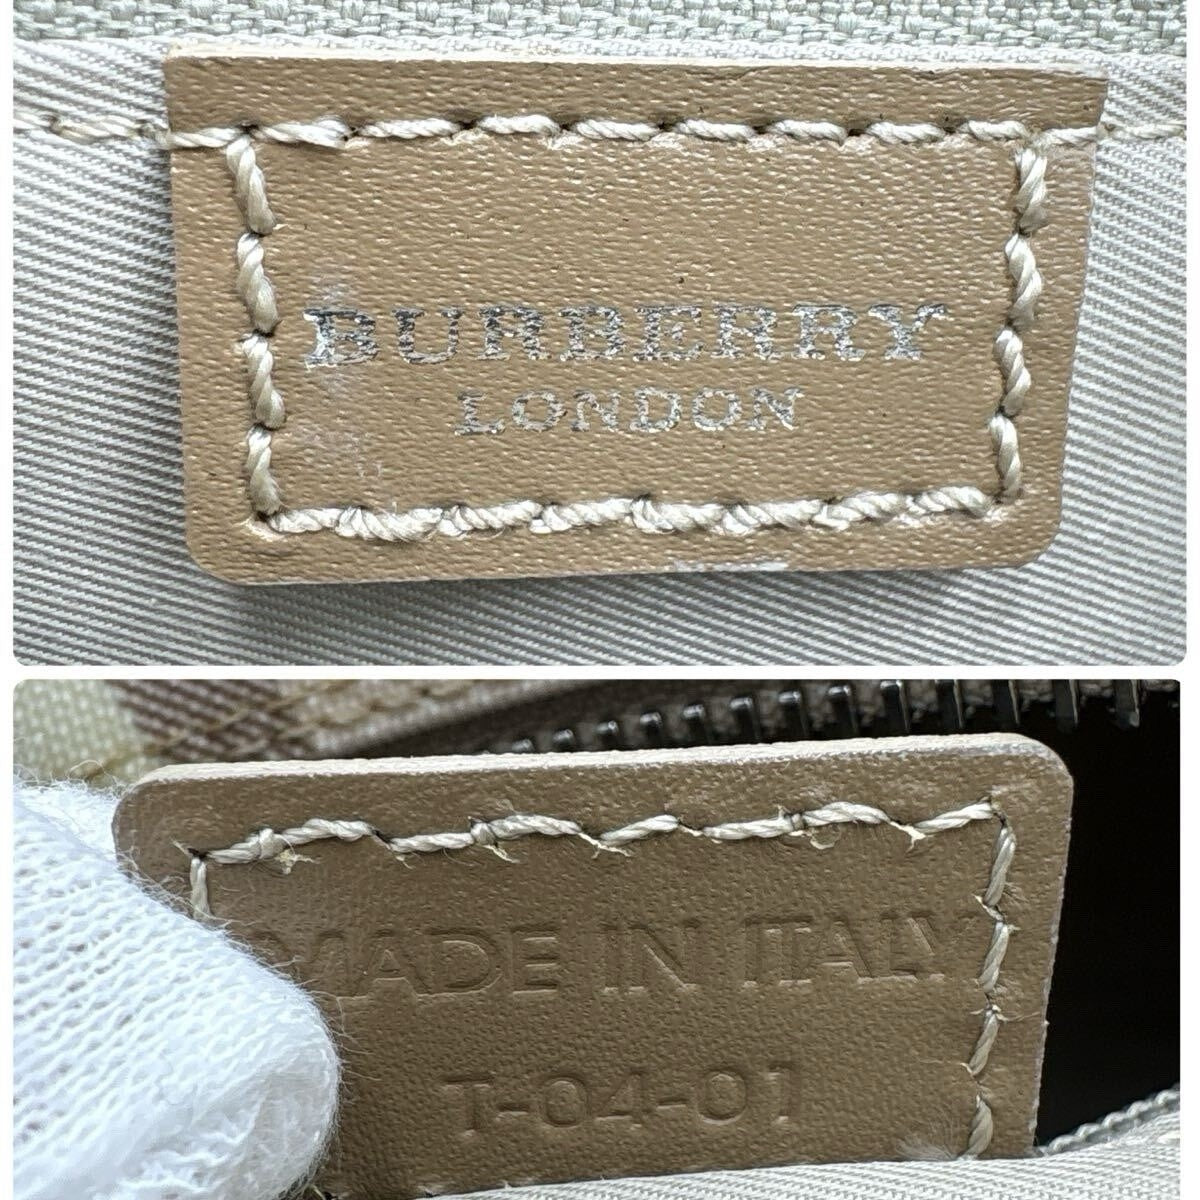 BURBERRY
LONDON
MADE IN ITALY
T-04-01